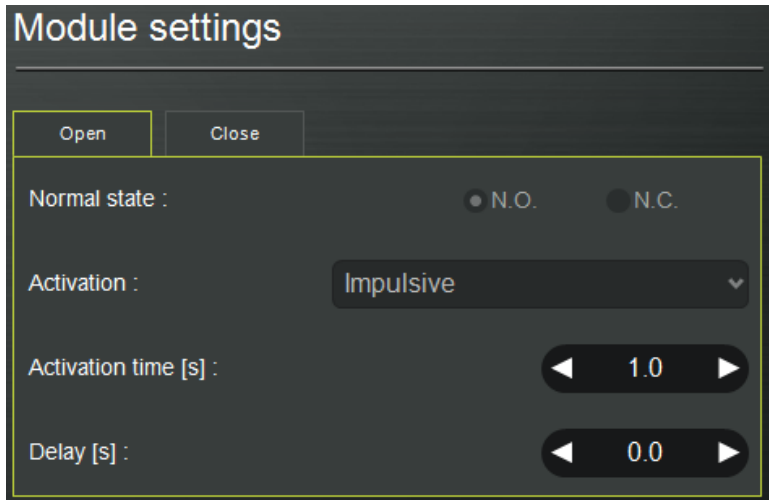 Module settings
Open Close
Normal state : N.O. N.C.
Activation : Impulsive
Activation time [s] : 1.0
Delay [s] : 0.0